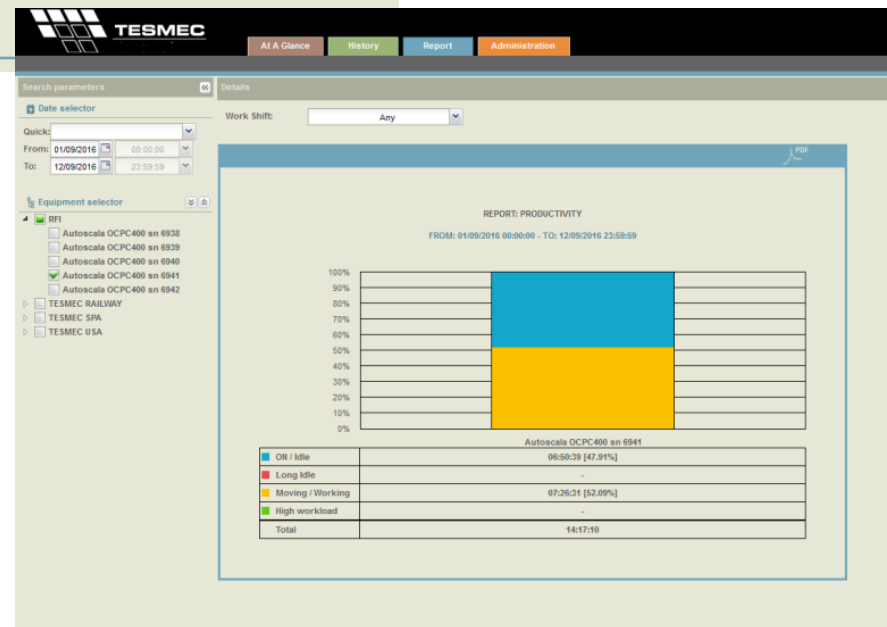 TESMEC
At A Glance History Report Administration
Search parameters
Details
Date selector
Work Shift: Any
Quick:
From: 01/09/2016 00:00:00
To: 12/09/2016 23:59:59
PDF
Equipment selector
RFI
Autoscala OCPC400 sn 6938
Autoscala OCPC400 sn 6939
Autoscala OCPC400 sn 6940
Autoscala OCPC400 sn 6941
Autoscala OCPC400 sn 6942
TESMEC RAILWAY
TESMEC SPA
TESMEC USA
REPORT: PRODUCTIVITY
FROM: 01/09/2016 00:00:00 - TO: 12/09/2016 23:59:59
100%
90%
80%
70%
60%
50%
40%
30%
20%
10%
0%
Autoscala OCPC400 sn 6941
ON / Idle 06:50:39 [47.91%]
Long Idle -
Moving / Working 07:26:31 [52.09%]
High workload -
Total 14:17:10